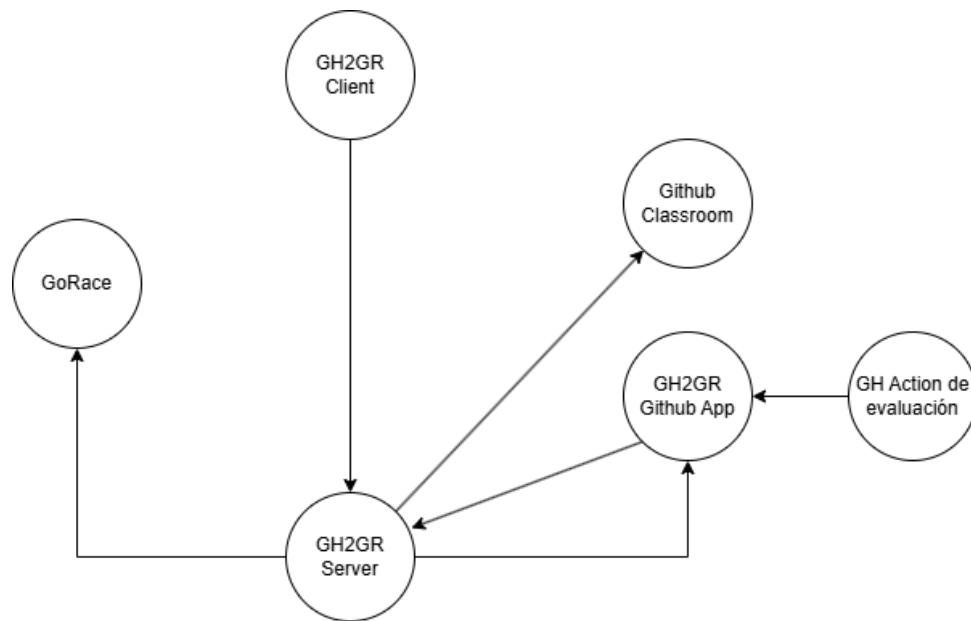 GH2GR
Client
Github
Classroom
GoRace
GH2GR
Github App
GH Action de
evaluación
GH2GR
Server